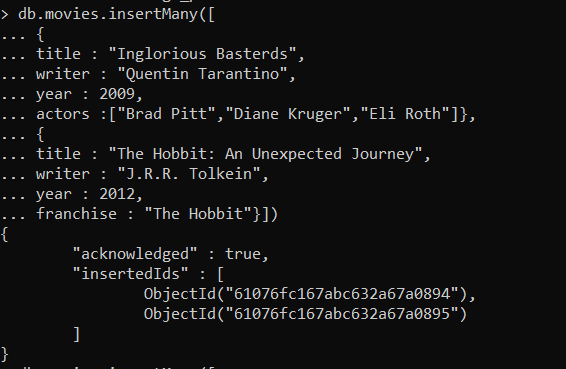 > db.movies.insertMany([
... {
... title : "Inglorious Basterds",
... writer : "Quentin Tarantino",
... year : 2009,
... actors :["Brad Pitt","Diane Kruger","Eli Roth"]},
... {
... title : "The Hobbit: An Unexpected Journey",
... writer : "J.R.R. Tolkein",
... year : 2012,
... franchise : "The Hobbit"}])
{
        "acknowledged" : true,
        "insertedIds" : [
                ObjectId("61076fc167abc632a67a0894"),
                ObjectId("61076fc167abc632a67a0895")
        ]
}